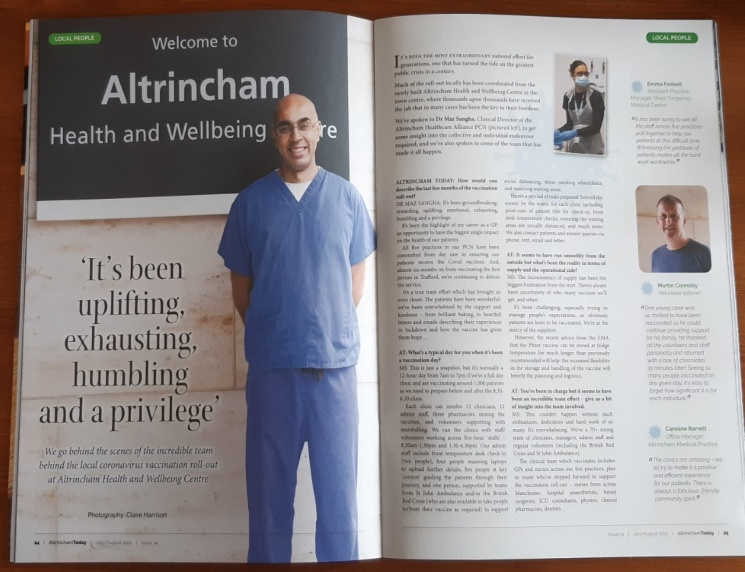 LOCAL PEOPLE
Welcome to
Altrincham
Health and Wellbeing
'It's been
uplifting,
exhausting,
humbling
and a privilege'
We go behind the scenes of the incredible team
behind the local coronavirus vaccination roll-out
at Altrincham Health and Wellbeing Centre
Photography: Claire Harrison
64 | AltrinchamToday | July/August
LOCAL PEOPLE
IT'S BEEN THE MOST EXTRAORDINARY national effort for
generations, one that has turned the tide on the greatest
public crisis in a century.
Much of the roll-out locally has been coordinated from the
newly built Altrincham Health and Wellbeing Centre in the
town centre, where thousands upon thousands have received
the jab that in many cases has been the key to their freedom.
We've spoken to Dr Maz Sangha, Clinical Director of the
Altrincham Healthcare Alliance PCN (pictured left), to get
some insight into the collective and individual endeavour
required, and we've also spoken to some of the team that has
made it all happen.
ALTRINCHAM TODAY: How would you
describe the last few months of the vaccination
roll-out?
DR MAZ SANGHA: It's been groundbreaking,
rewarding, uplifting, emotional, exhausting,
humbling and a privilege.
It's been the highlight of my career as a GP:
an opportunity to have the biggest single impact
on the health of our patients.
All five practices in our PCN have been
committed from day one to ensuring our
patients receive the Covid vaccine. And,
almost six months on from vaccinating the first
person in Trafford, we're continuing to deliver
the service.
It's a true team effort which has brought us
even closer. The patients have been wonderful:
we've been overwhelmed by the support and
kindness – from brilliant baking, to heartfelt
letters and emails describing their experiences
in lockdown and how the vaccine has given
them hope.
AT: What's a typical day for you when it's been
a vaccination day?
MS: This is just a snapshot, but it's normally a
12-hour day from 7am to 7pm if we've a full day
clinic and are vaccinating around 1,000 patients
as we need to prepare before and after the 8.30-
6.30 clinic.
Each clinic can involve 12 clinicians, 12
admin staff, three pharmacists mixing the
vaccines, and volunteers supporting with
marshalling. We run the clinics with staff/
volunteers working across five-hour 'shifts' –
8.30am-1.30pm and 1.30-6.30pm. Our admin
staff include front temperature desk check in
(two people), four people manning laptops
to upload further details, five people at key
'corners' guiding the patients through their
journey, and one person, supported by teams
from St John Ambulance and/or the British
Red Cross (who are also available to take people
to/from their vaccine as required) to support
social distancing, those needing wheelchairs,
and manning waiting areas.
There's a myriad of tasks prepared 'behind the
scenes' by the teams for each clinic including
print-outs of patient lists for check-in, front
desk temperature checks, ensuring the waiting
areas are socially distanced, and much more.
We also contact patients and answer queries via
phone, text, email and letter.
AT: It seems to have run smoothly from the
outside but what's been the reality in terms of
supply and the operational side?
MS: The inconsistency of supply has been the
biggest frustration from the start. There's always
been uncertainty of who many vaccines we'll
get, and when.
It's been challenging, especially trying to
manage people's expectations, as obviously
patients are keen to be vaccinated. We're at the
mercy of the suppliers.
However, the recent advice from the EMA
that the Pfizer vaccine can be stored at fridge
temperature for much longer than previously
recommended will help the increased flexibility
in the storage and handling of the vaccine will
benefit the planning and logistics.
AT: You've been in charge but it seems to have
been an incredible team effort – give us a bit
of insight into the team involved.
MS: This couldn't happen without such
enthusiasm, dedication and hard work of so
many. It's overwhelming. We've a 70+ strong
team of clinicians, managers, admin staff and
regular volunteers (including the British Red
Cross and St John Ambulance)
The clinical team which vaccinates includes
GPs and nurses across our five practices, plus
so many who've stepped forward to support
the vaccination roll-out – nurses from across
Manchester, hospital anaesthetists, breast
surgeons, ICU consultants, physios, clinical
pharmacists, dentists
Emma Foskett
Assistant Practice
Manager, West Timperley
Medical Centre
"It has been lovely to see all
the staff across the practices
pull together to help our
patients at this difficult time.
Witnessing the gratitude of
patients makes all the hard
work worthwhile."
Martin Connolly
Volunteer
"One young carer was
so thrilled to have been
vaccinated so he could
continue providing support
for his family, he thanked
all the volunteers and staff
personally and returned
with a box of chocolates
15 minutes later! Seeing so
many people vaccinated on
any given day, it's easy to
forget how significant it is for
each individual."
Caroline Barrett
Office Manager,
Altrincham Medical Practice
"The clinics are amazing – we
all try to make it a positive
and efficient experience
for our patients. There is
always a fabulous, friendly
community spirit."
July/August | AltrinchamToday | 65